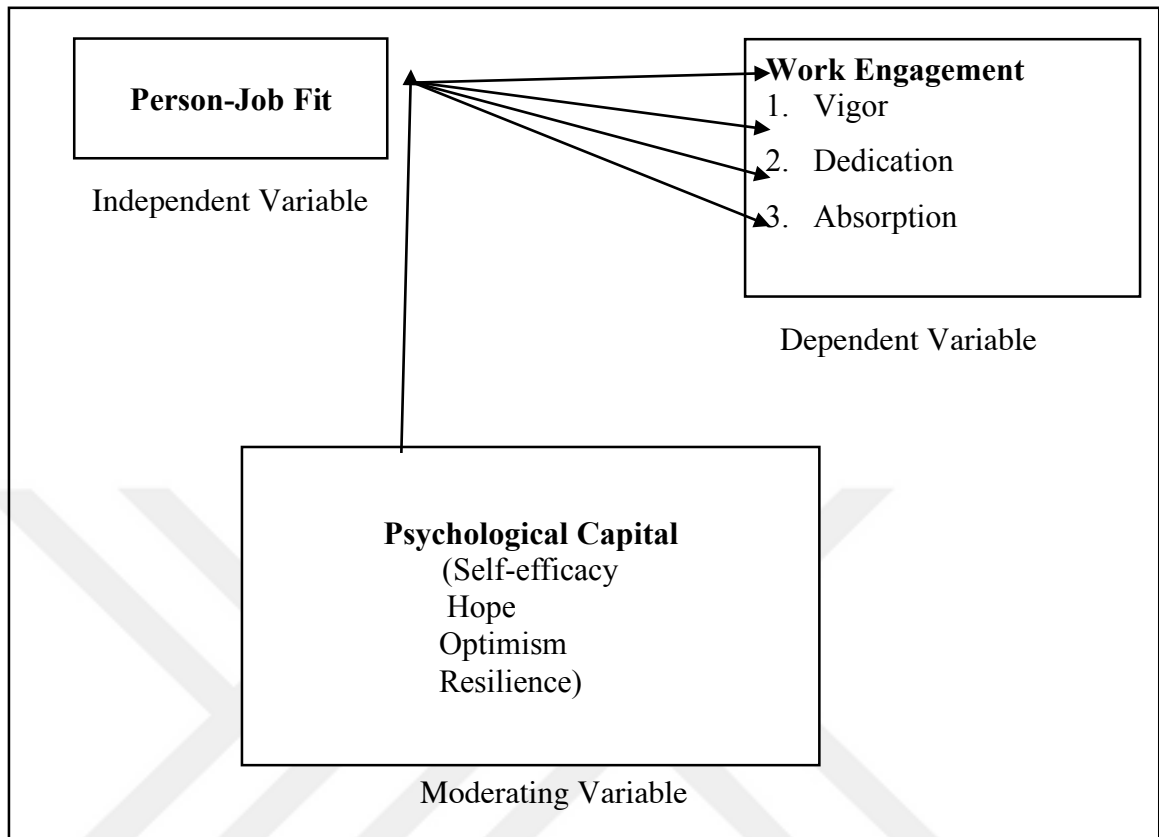 Person-Job Fit
Independent Variable
Work Engagement
1. Vigor
2. Dedication
3. Absorption
Dependent Variable
Psychological Capital
(Self-efficacy
Hope
Optimism
Resilience)
Moderating Variable